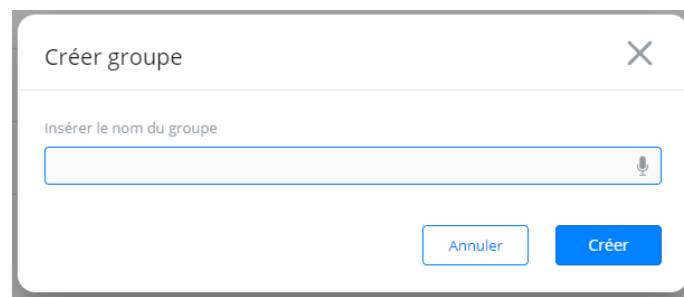 Créer groupe
Insérer le nom du groupe
Annuler
Créer